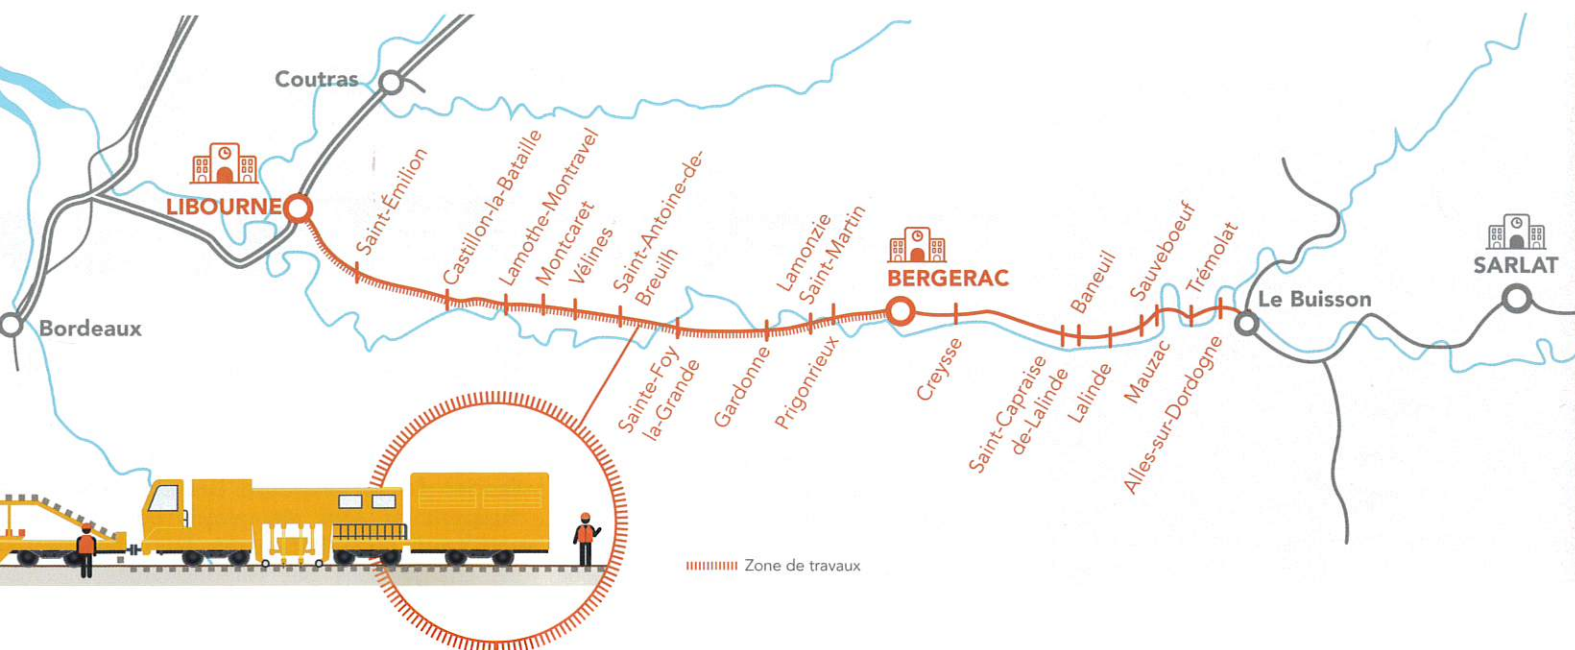 Coutras
LIBOURNE
Saint-Émilion
Castillon-la-Bataille
Lamothe-Montravel
Montcaret
Vélines
Saint-Antoine-de-
Breuilh
Sainte-Foy
la-Grande
Gardonne
Lamonzie
Saint-Martin
Prigonrieux
BERGERAC
Creysse
Saint-Capraise
de-Lalinde
Baneuil
Lalinde
Sauveboeuf
Mauzac
Trémolat
Alles-sur-Dordogne
Le Buisson
SARLAT
Bordeaux
Zone de travaux